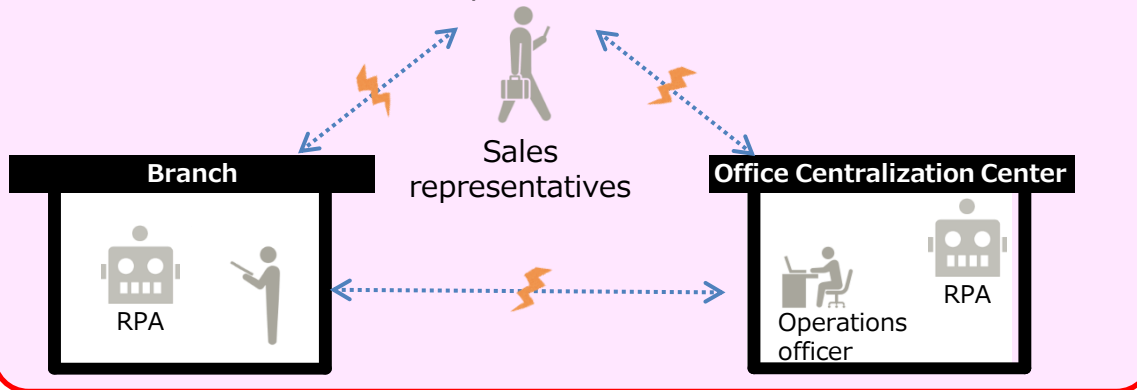 Sales
representatives
Branch
Office Centralization Center
RPA
RPA
Operations
officer